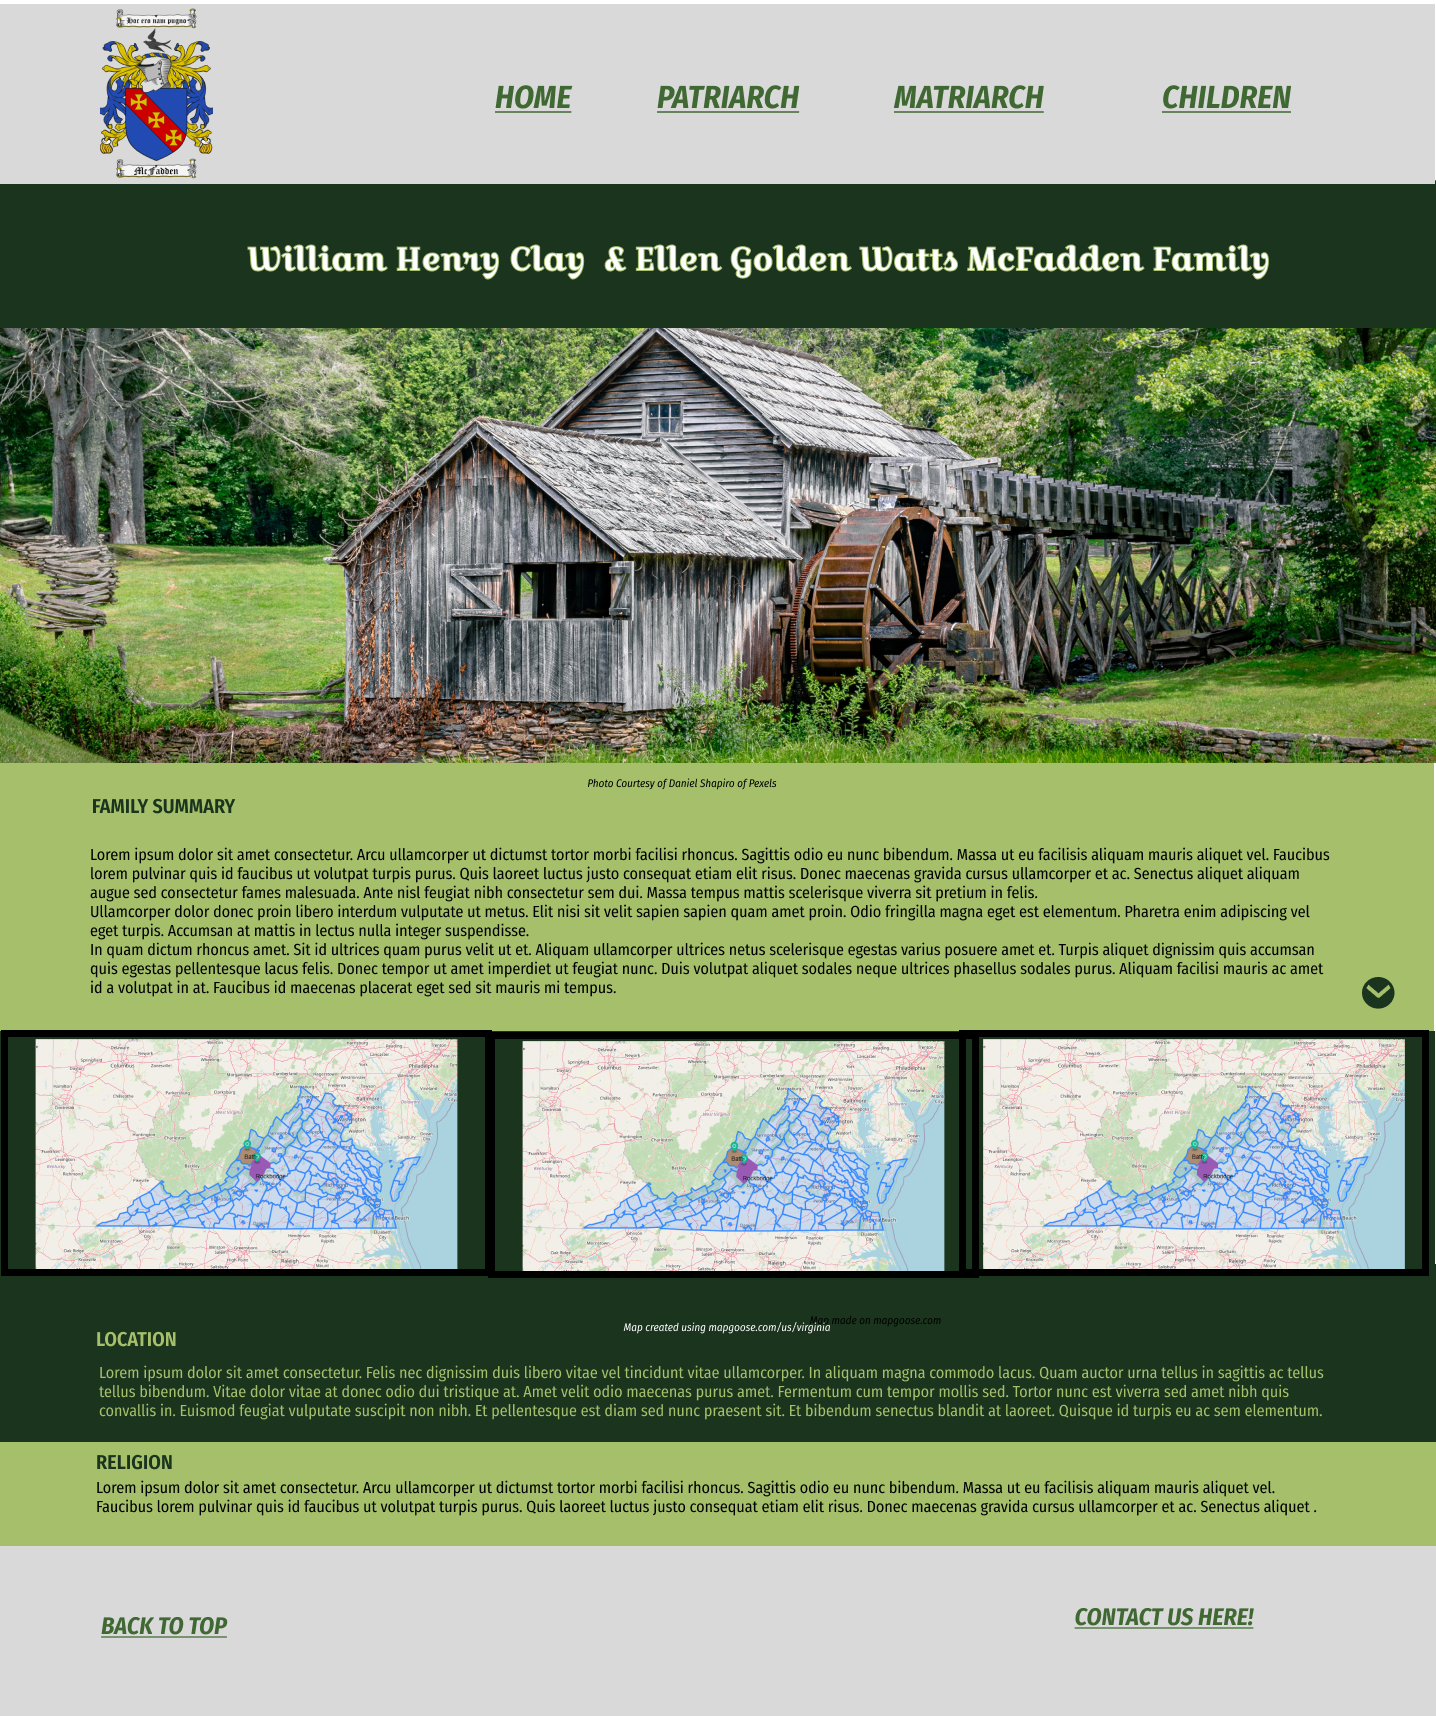 Hoc ero nam pugno
McFadden
HOME PATRIARCH MATRIARCH CHILDREN
William Henry Clay & Ellen Golden Watts McFadden Family
Photo Courtesy of Daniel Shapiro of Pexels
FAMILY SUMMARY
Lorem ipsum dolor sit amet consectetur. Arcu ullamcorper ut dictumst tortor morbi facilisi rhoncus. Sagittis odio eu nunc bibendum. Massa ut eu facilisis aliquam mauris aliquet vel. Faucibus
lorem pulvinar quis id faucibus ut volutpat turpis purus. Quis laoreet luctus justo consequat etiam elit risus. Donec maecenas gravida cursus ullamcorper et ac. Senectus aliquet aliquam
augue sed consectetur fames malesuada. Ante nisl feugiat nibh consectetur sem dui. Massa tempus mattis scelerisque viverra sit pretium in felis.
Ullamcorper dolor donec proin libero interdum vulputate ut metus. Elit nisi sit velit sapien sapien quam amet proin. Odio fringilla magna eget est elementum. Pharetra enim adipiscing vel
eget turpis. Accumsan at mattis in lectus nulla integer suspendisse.
In quam dictum rhoncus amet. Sit id ultrices quam purus velit ut et. Aliquam ullamcorper ultrices netus scelerisque egestas varius posuere amet et. Turpis aliquet dignissim quis accumsan
quis egestas pellentesque lacus felis. Donec tempor ut amet imperdiet ut feugiat nunc. Duis volutpat aliquet sodales neque ultrices phasellus sodales purus. Aliquam facilisi mauris ac amet
id a volutpat in at. Faucibus id maecenas placerat eget sed sit mauris mi tempus.
Columbus
Philadelphia
Baltimore
Bath
Rockbridge
Raleigh
Columbus
Baltimore
Bath
Rockbridge
Raleigh
Columbus
Philadelphia
Baltimore
Bath
Rockbridge
Raleigh
Map made on mapgoose.com
Map created using mapgoose.com/us/virginia
LOCATION
Lorem ipsum dolor sit amet consectetur. Felis nec dignissim duis libero vitae vel tincidunt vitae ullamcorper. In aliquam magna commodo lacus. Quam auctor urna tellus in sagittis ac tellus
tellus bibendum. Vitae dolor vitae at donec odio dui tristique at. Amet velit odio maecenas purus amet. Fermentum cum tempor mollis sed. Tortor nunc est viverra sed amet nibh quis
convallis in. Euismod feugiat vulputate suscipit non nibh. Et pellentesque est diam sed nunc praesent sit. Et bibendum senectus blandit at laoreet. Quisque id turpis eu ac sem elementum.
RELIGION
Lorem ipsum dolor sit amet consectetur. Arcu ullamcorper ut dictumst tortor morbi facilisi rhoncus. Sagittis odio eu nunc bibendum. Massa ut eu facilisis aliquam mauris aliquet vel.
Faucibus lorem pulvinar quis id faucibus ut volutpat turpis purus. Quis laoreet luctus justo consequat etiam elit risus. Donec maecenas gravida cursus ullamcorper et ac. Senectus aliquet .
BACK TO TOP CONTACT US HERE!